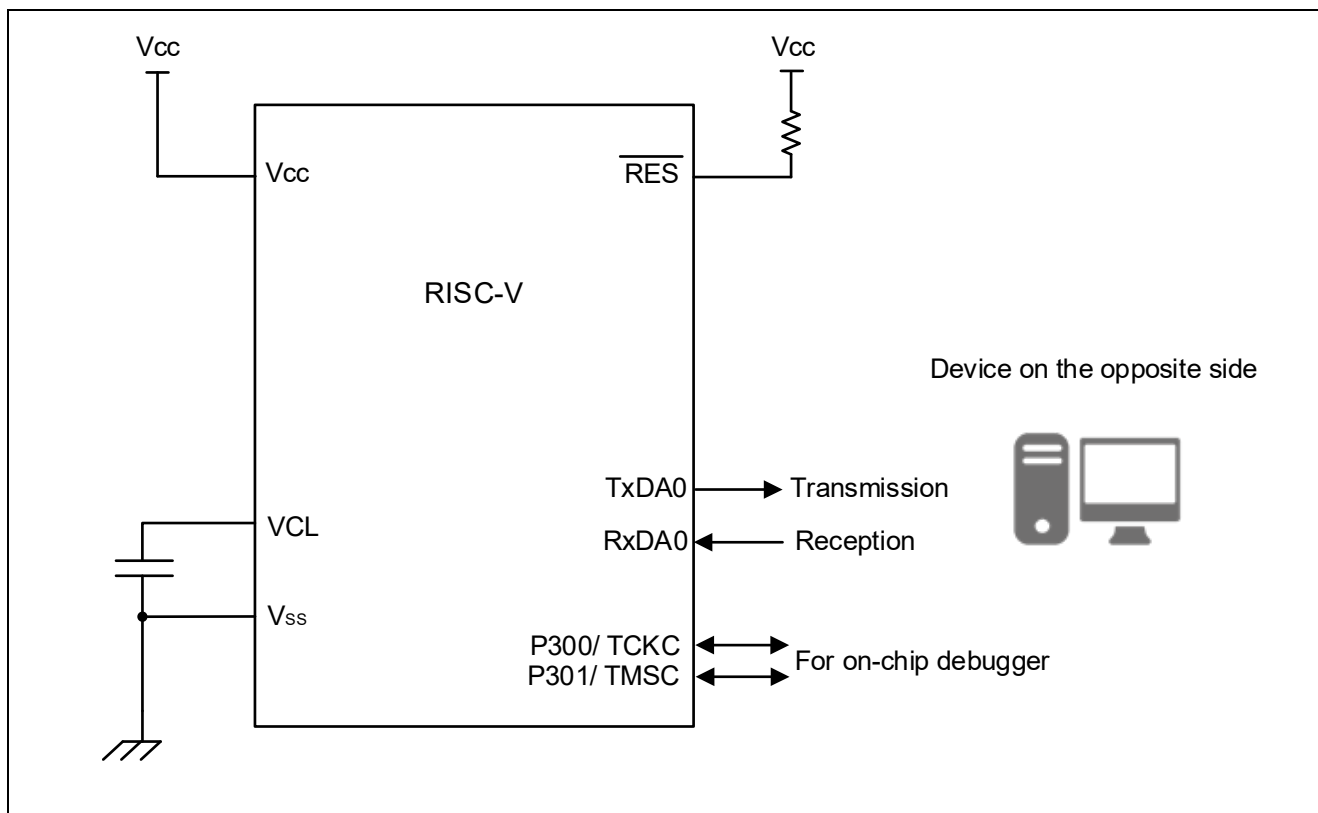 Vcc
Vcc
Vcc
RES
RISC-V
Device on the opposite side
TxDA0
Transmission
VCL
RxDA0
Reception
Vss
P300/ TCKC
P301/ TMSC
For on-chip debugger